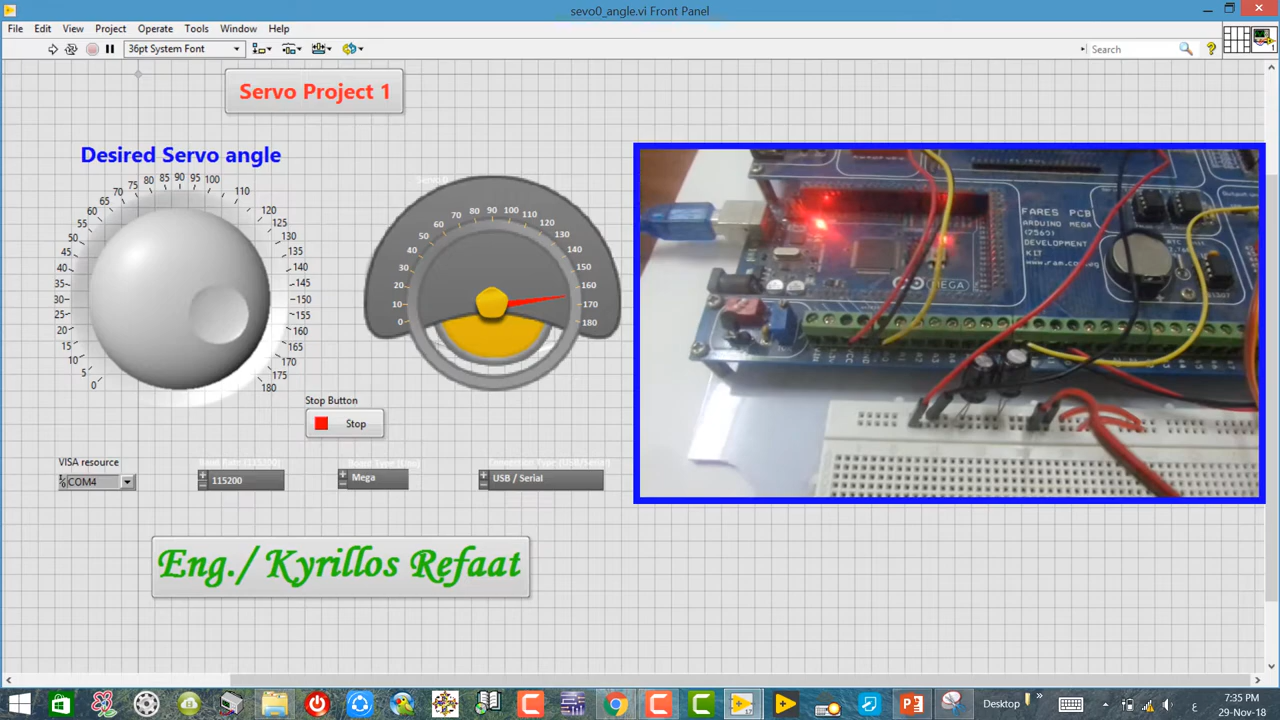 sevo0_angle.vi Front Panel
File Edit View Project Operate Tools Window Help
36pt System Font
Search
Servo Project 1
Desired Servo angle
0 5 10 15 20 25 30 35 40 45 50 55 60 65 70 75 80 85 90 95 100 110 120 125 130 135 140 145 150 155 160 165 170 175 180
0 10 20 30 40 50 60 70 80 90 100 110 120 130 140 150 160 170 180
Stop Button
Stop
VISA resource
COM4
115200
Mega
USB / Serial
FARES PCB
ARDUINO MEGA
(2560)
DEVELOPMENT
KIT
MEGA
Eng./ Kyrillos Refaat
Desktop
7:35 PM
29-Nov-18